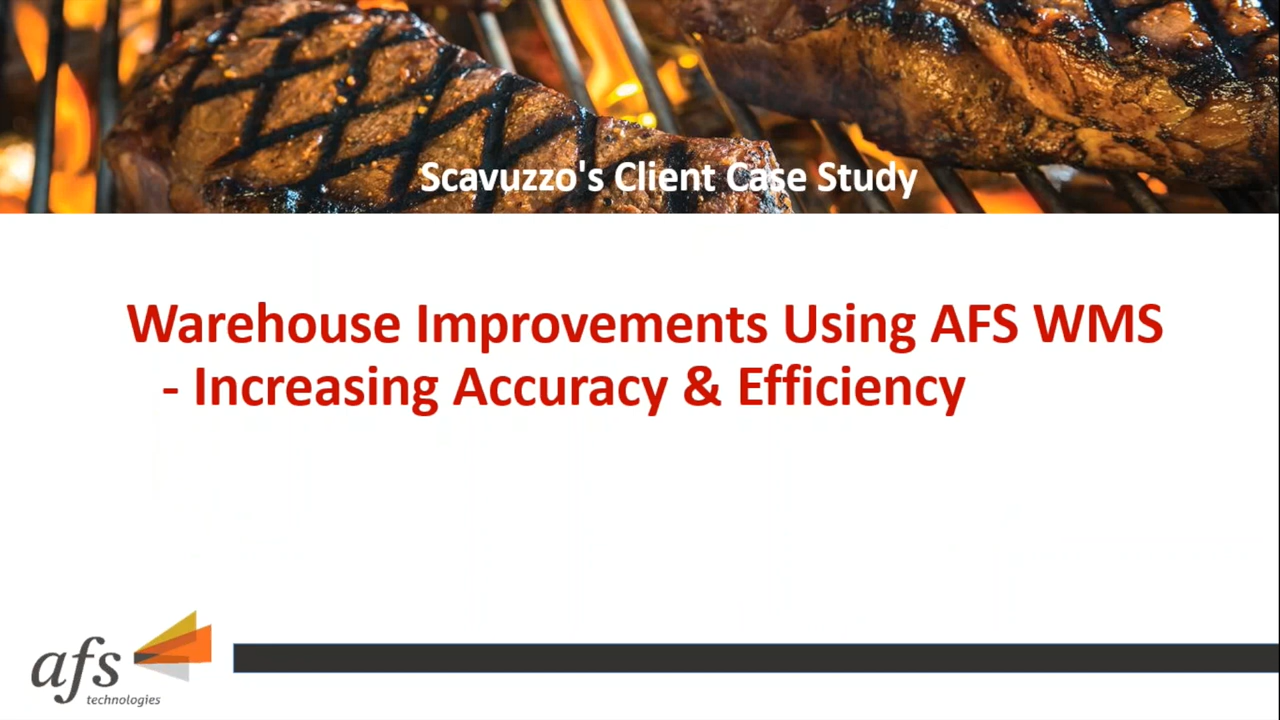 Scavuzzo's Client Case Study
Warehouse Improvements Using AFS WMS
- Increasing Accuracy & Efficiency
afs
technologies